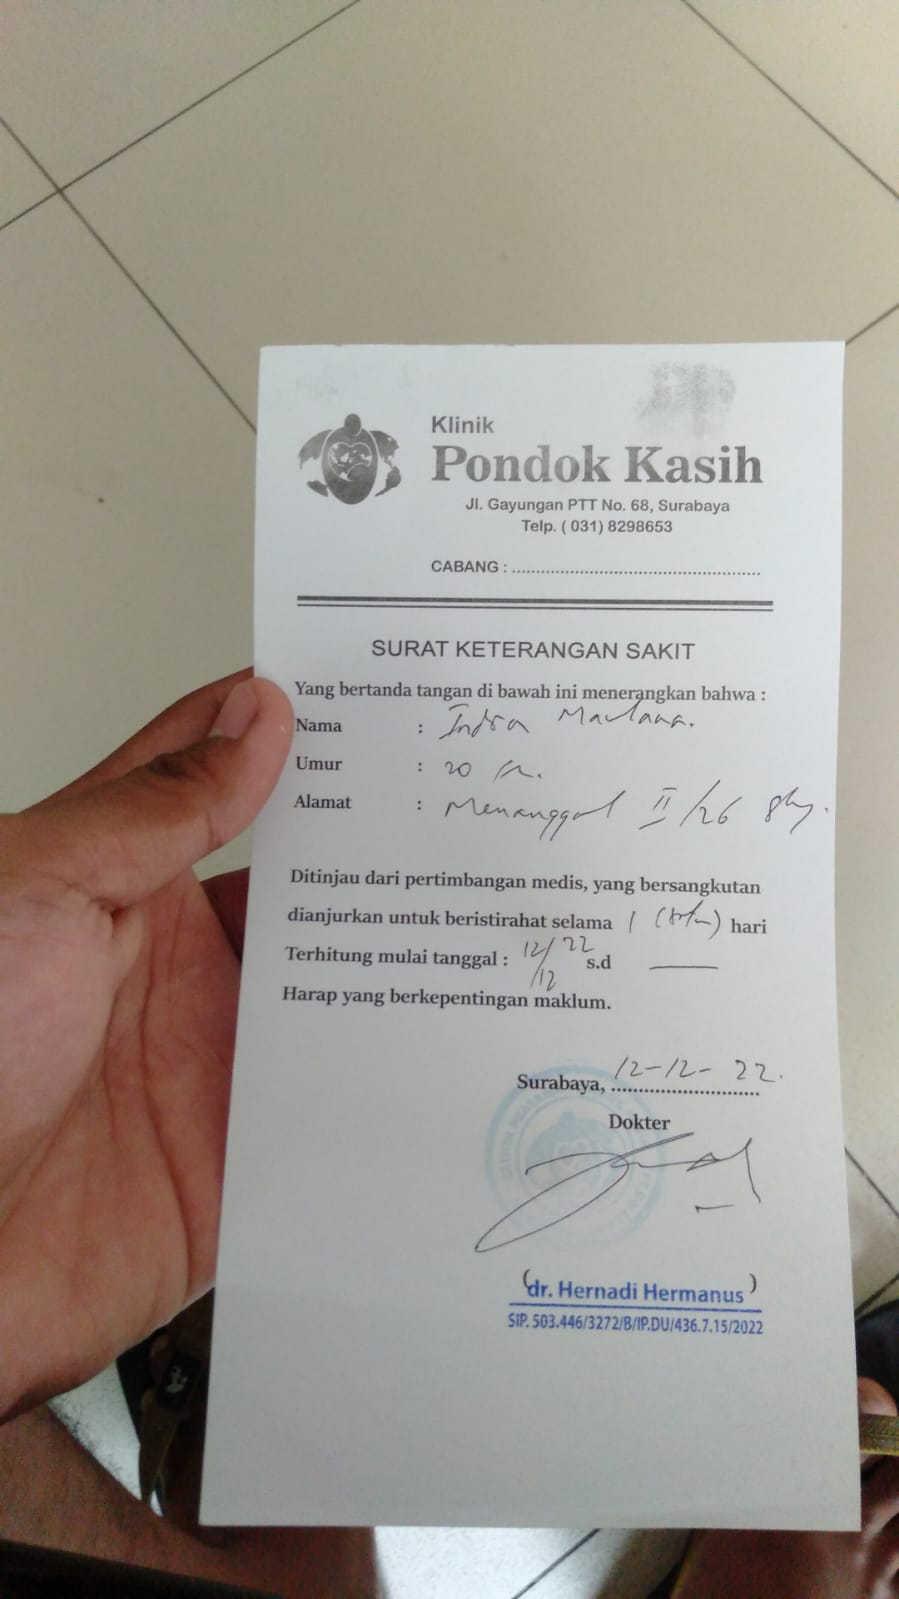 Klinik
Pondok Kasih
Jl. Gayungan PTT No. 68, Surabaya
Telp. ( 031) 8298653
CABANG : ....................................................
SURAT KETERANGAN SAKIT
Yang bertanda tangan di bawah ini menerangkan bahwa :
Nama : Indra Maulana.
Umur : 20
Alamat : Menanggal II/26 Sby.
Ditinjau dari pertimbangan medis, yang bersangkutan
dianjurkan untuk beristirahat selama 1 (satu) hari
Terhitung mulai tanggal : 12/12 22 s.d ——
Harap yang berkepentingan maklum.
Surabaya, 12-12-22.
Dokter
(dr. Hernadi Hermanus)
SIP. 503.446/3272/B/IP.DU/436.7.15/2022